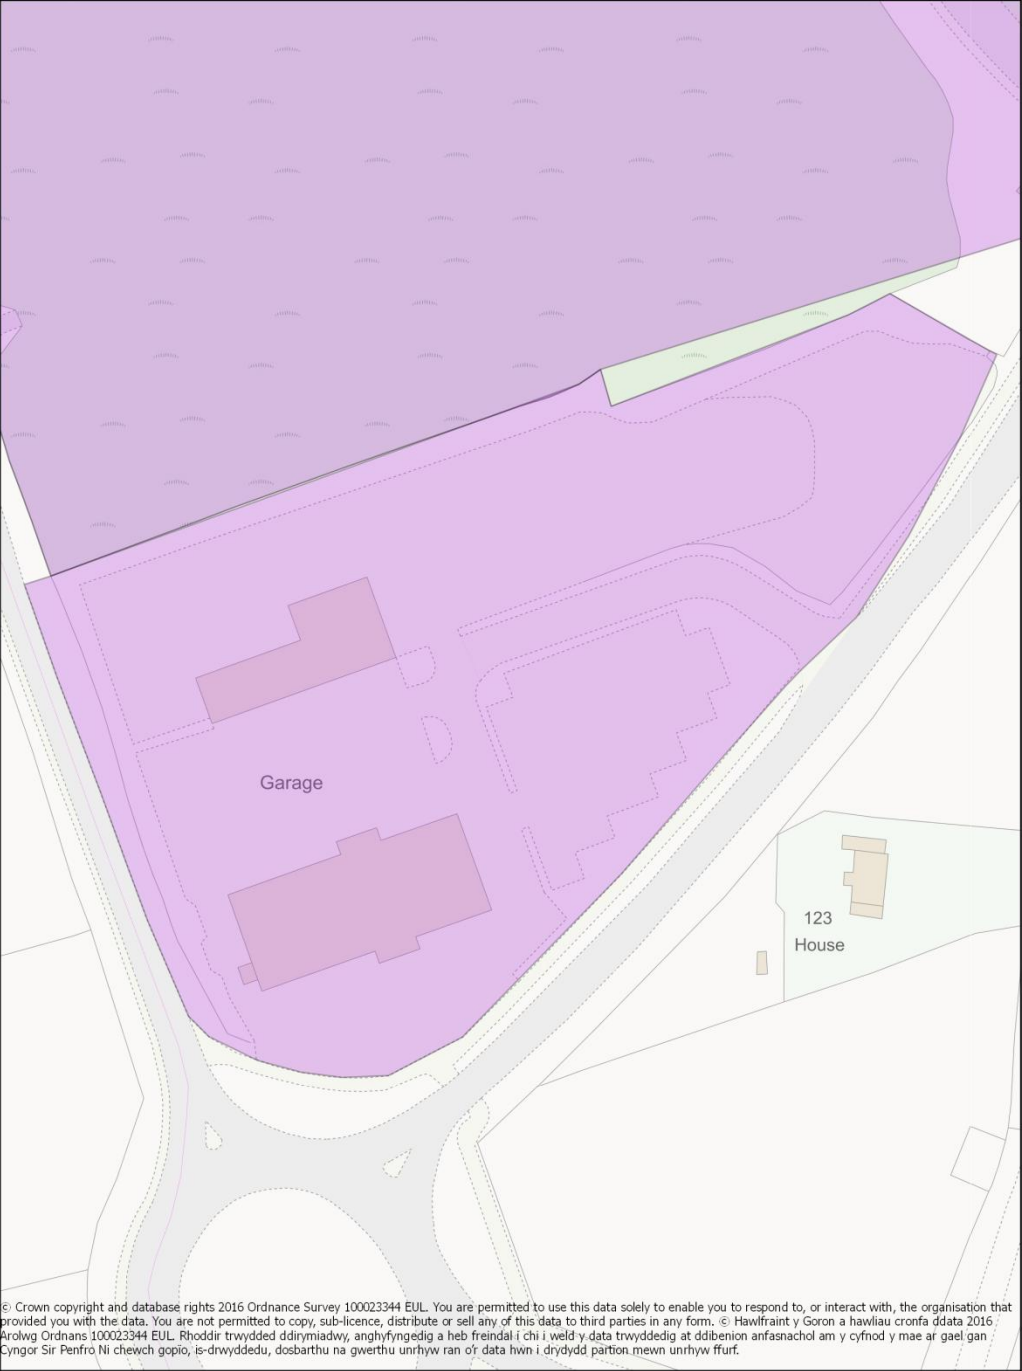 Garage
123
House
© Crown copyright and database rights 2016 Ordnance Survey 100023344 EUL. You are permitted to use this data solely to enable you to respond to, or interact with, the organisation that
provided you with the data. You are not permitted to copy, sub-licence, distribute or sell any of this data to third parties in any form. © Hawlfraint y Goron a hawliau cronfa ddata 2016
Arolwg Ordnans 100023344 EUL. Rhoddir trwydded ddirymiadwy, anghyfyngedig a heb freindal i chi i weld y data trwyddedig at ddibenion anfasnachol am y cyfnod y mae ar gael gan
Cyngor Sir Penfro Ni chewch gopïo, is-drwyddedu, dosbarthu na gwerthu unrhyw ran o'r data hwn i drydydd partïon mewn unrhyw ffurf.